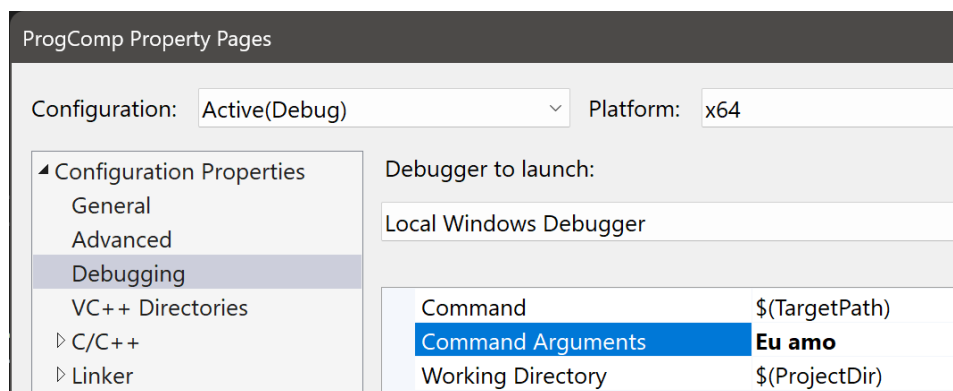 ProgComp Property Pages
Configuration: Active(Debug) Platform: x64
Configuration Properties
General
Advanced
Debugging
VC++ Directories
C/C++
Linker
Debugger to launch:
Local Windows Debugger
Command $(TargetPath)
Command Arguments Eu amo
Working Directory $(ProjectDir)